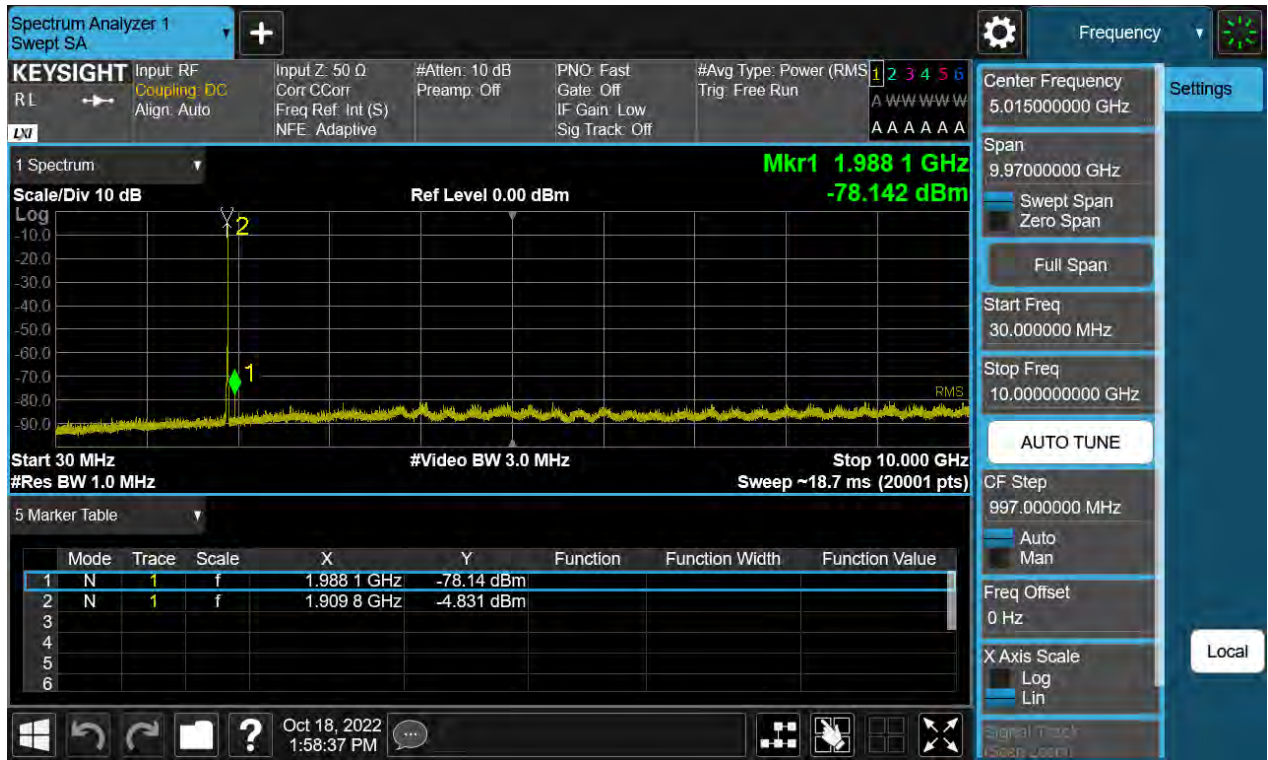 Spectrum Analyzer 1
Swept SA
+
Frequency
KEYSIGHT
RL
LXI
Input: RF
Coupling: DC
Align: Auto
Input Z: 50 Ω
Corr CCorr
Freq Ref: Int (S)
NFE: Adaptive
#Atten: 10 dB
Preamp: Off
PNO: Fast
Gate: Off
IF Gain: Low
Sig Track: Off
#Avg Type: Power (RMS
Trig: Free Run
1 2 3 4 5 6
A W W W W W
A A A A A A
Center Frequency
5.015000000 GHz
Settings
Span
9.97000000 GHz
Swept Span
Zero Span
Full Span
Start Freq
30.000000 MHz
Stop Freq
10.000000000 GHz
AUTO TUNE
CF Step
997.000000 MHz
Auto
Man
Freq Offset
0 Hz
X Axis Scale
Log
Lin
Signal Track
(Span Zoom)
Local
1 Spectrum
Mkr1 1.988 1 GHz
Scale/Div 10 dB
Ref Level 0.00 dBm
-78.142 dBm
Log
-10.0
-20.0
-30.0
-40.0
-50.0
-60.0
-70.0
-80.0
-90.0
2
1
RMS
Start 30 MHz
#Video BW 3.0 MHz
Stop 10.000 GHz
#Res BW 1.0 MHz
Sweep ~18.7 ms (20001 pts)
5 Marker Table
Mode Trace Scale X Y Function Function Width Function Value
1 N 1 f 1.988 1 GHz -78.14 dBm
2 N 1 f 1.909 8 GHz -4.831 dBm
3
4
5
6
?
Oct 18, 2022
1:58:37 PM